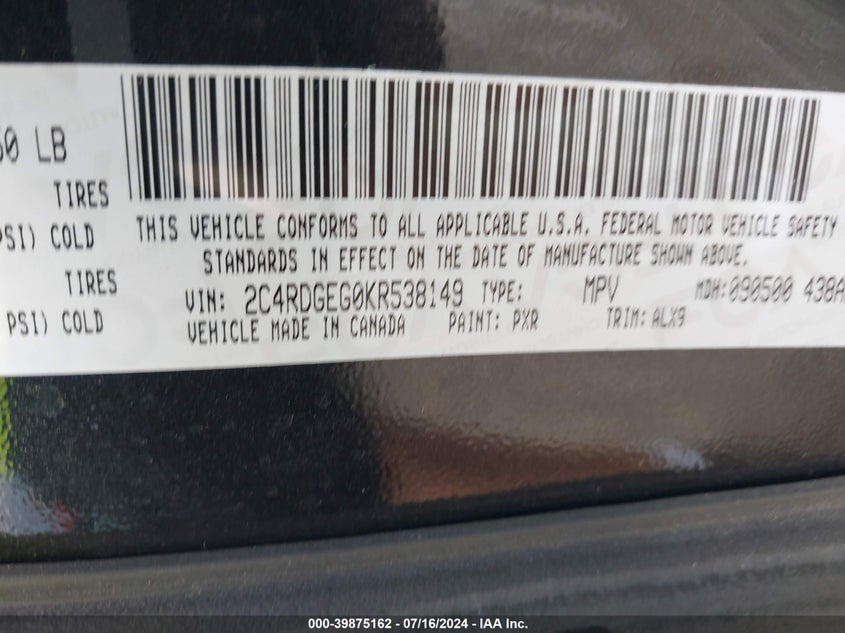 50 LB
TIRES
PSI) COLD
TIRES
PSI) COLD
THIS VEHICLE CONFORMS TO ALL APPLICABLE U.S.A. FEDERAL MOTOR VEHICLE SAFETY
STANDARDS IN EFFECT ON THE DATE OF MANUFACTURE SHOWN ABOVE.
VIN: 2C4RDGEG0KR538149 TYPE: MPV MDH:090500 438A
VEHICLE MADE IN CANADA PAINT: PXR TRIM: ALX9
000-39875162 - 07/16/2024 - IAA Inc.